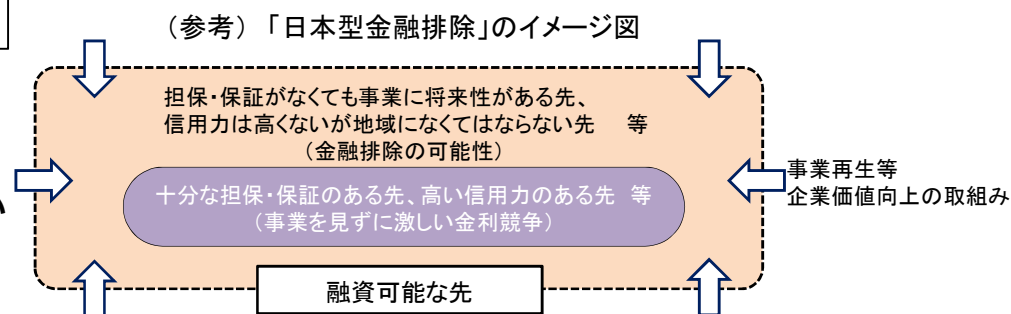 （参考）「日本型金融排除」のイメージ図
担保・保証がなくても事業に将来性がある先、
信用力は高くないが地域になくてはならない先　等
（金融排除の可能性）
十分な担保・保証のある先、高い信用力のある先　等
（事業を見ずに激しい金利競争）
事業再生等
企業価値向上の取組み
融資可能な先